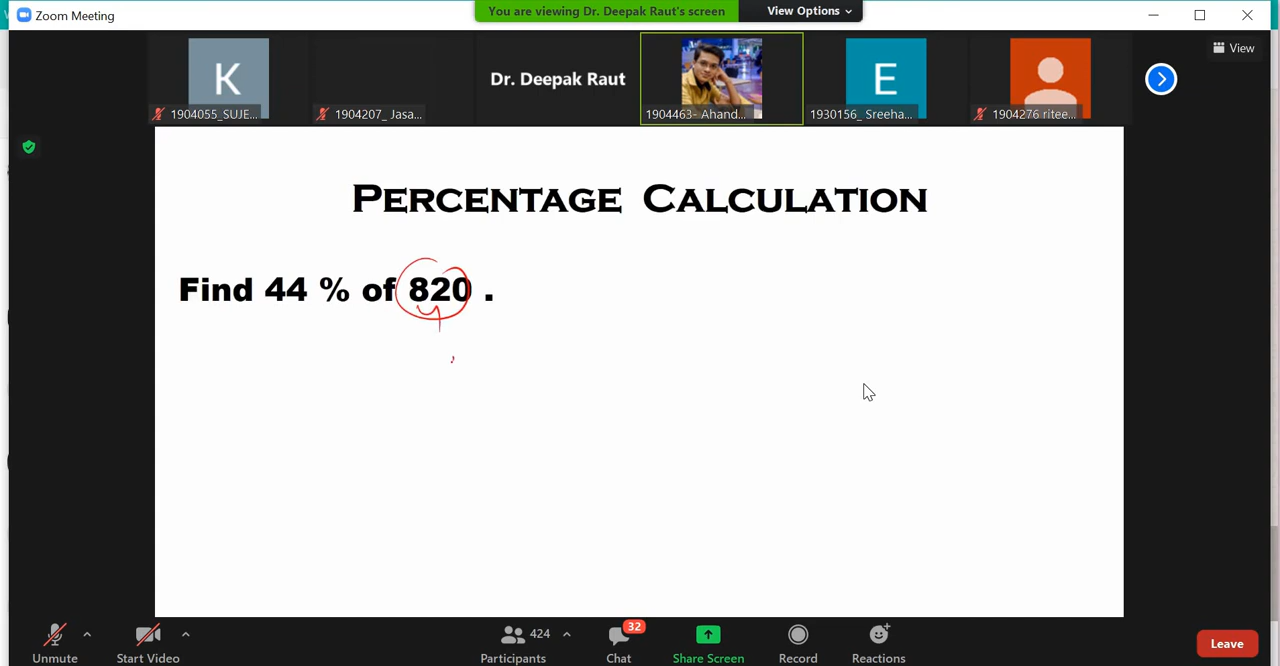 Zoom Meeting
You are viewing Dr. Deepak Raut's screen
View Options
View
K
Dr. Deepak Raut
E
1904055_SUJE...
1904207_ Jasa...
1904463- Ahand...
1930156_ Sreeha...
1904276 ritee...
PERCENTAGE CALCULATION
Find 44 % of 820 .
424
32
Unmute
Start Video
Participants
Chat
Share Screen
Record
Reactions
Leave